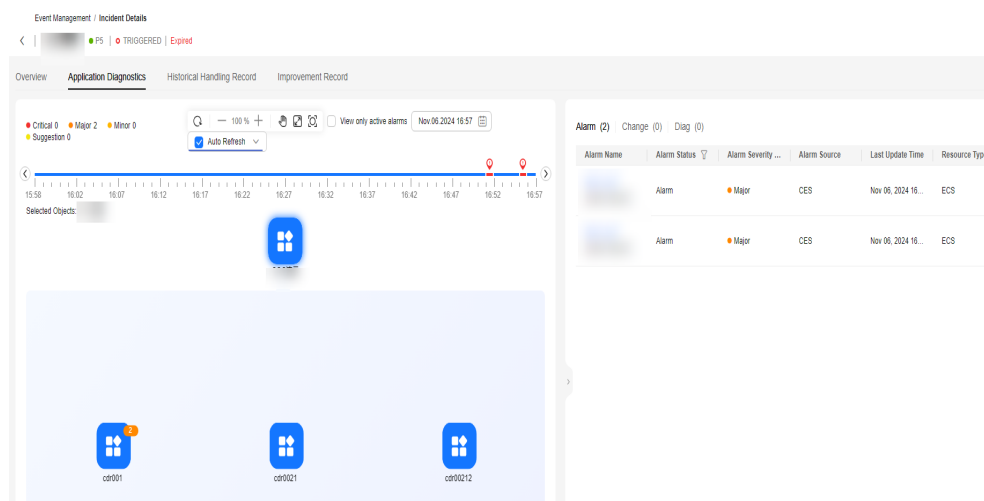 Event Management / Incident Details
P5 | TRIGGERED | Expired
Overview Application Diagnostics Historical Handling Record Improvement Record
Critical 0 Major 2 Minor 0
Suggestion 0
100 % View only active alarms Nov.06.2024 16:57
Auto Refresh
15:58 16:02 16:07 16:12 16:17 16:22 16:27 16:32 16:37 16:42 16:47 16:52 16:57
Selected Objects:
2
cdr001 cdr0021 cdr00212
Alarm (2) Change (0) Diag (0)
Alarm Name Alarm Status Alarm Severity ... Alarm Source Last Update Time Resource Typ
Alarm Major CES Nov 06, 2024 16... ECS
Alarm Major CES Nov 06, 2024 16... ECS